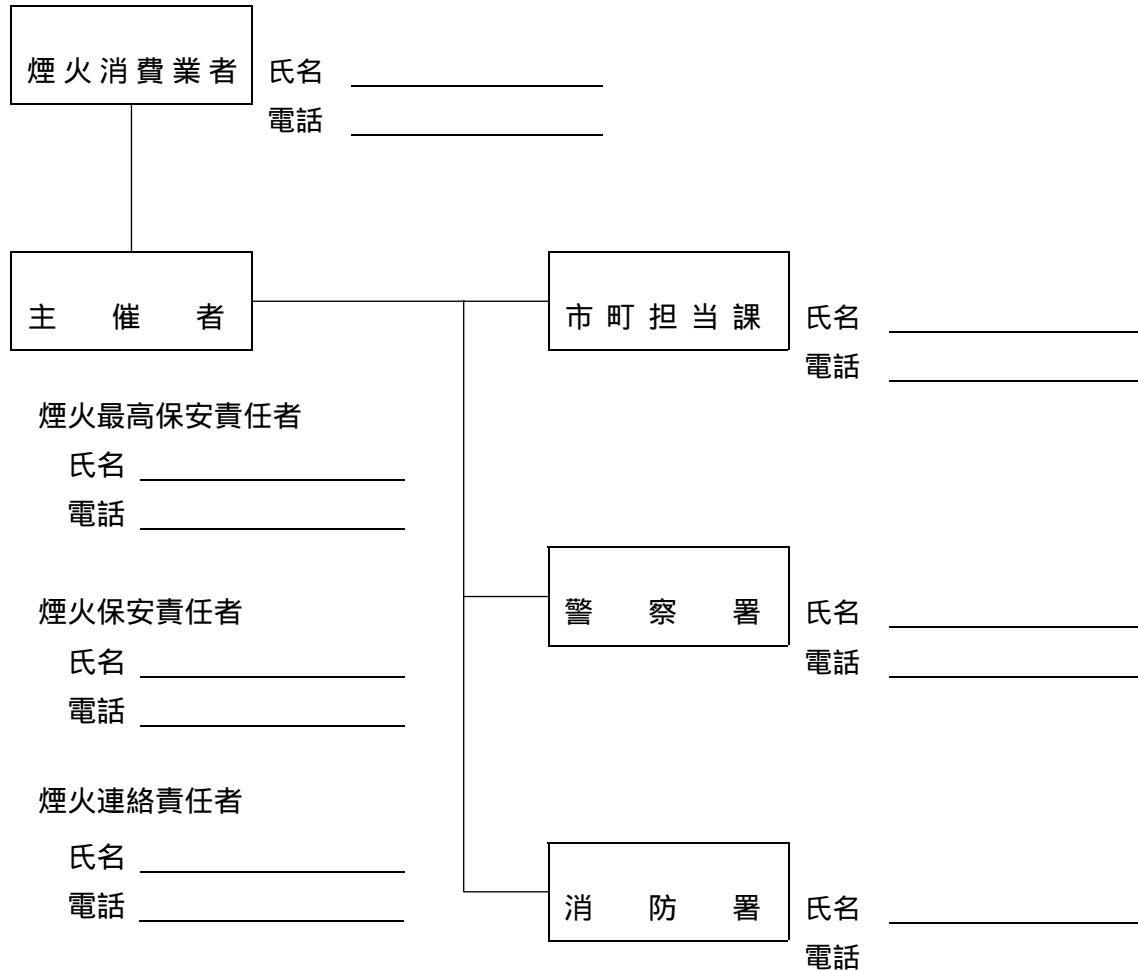 煙火消費業者 氏名
電話
主催者 市町担当課 氏名
電話
煙火最高保安責任者
氏名
電話
煙火保安責任者 警察署 氏名
氏名 電話
電話
煙火連絡責任者
氏名
電話 消防署 氏名
電話